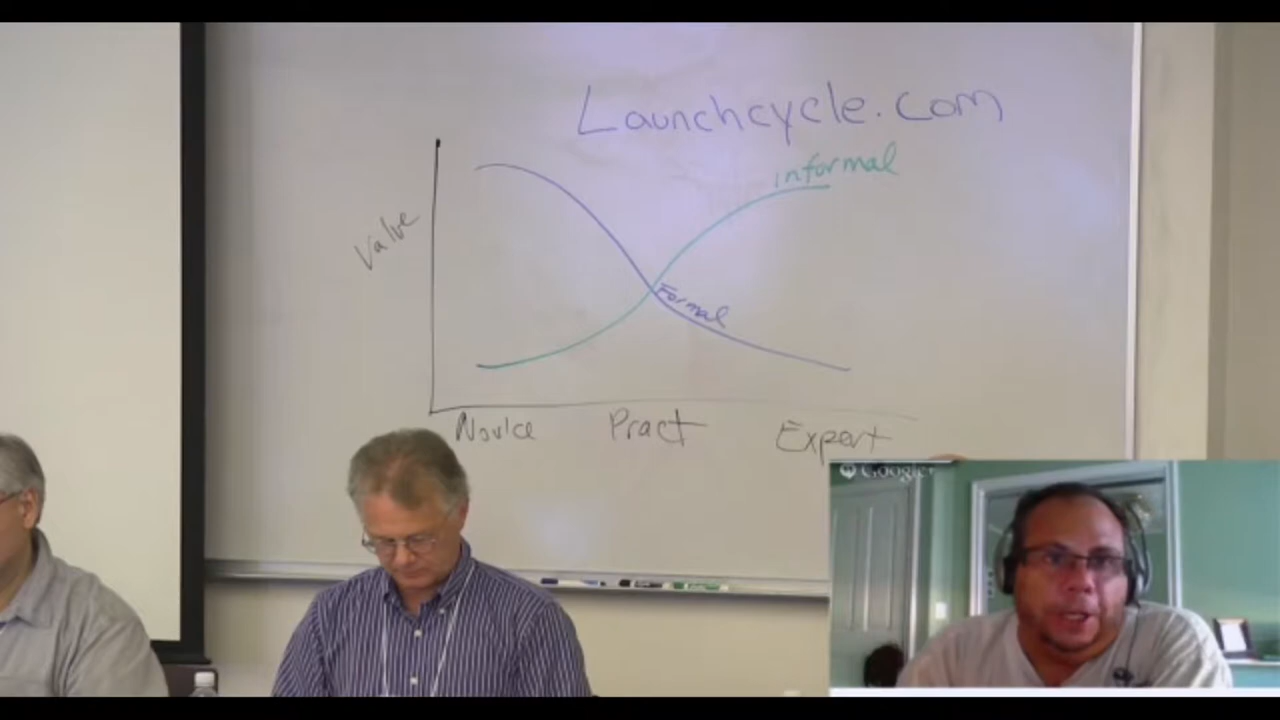 Launchcycle.com
informal
Value
Formal
Novice Pract Expert
Google+